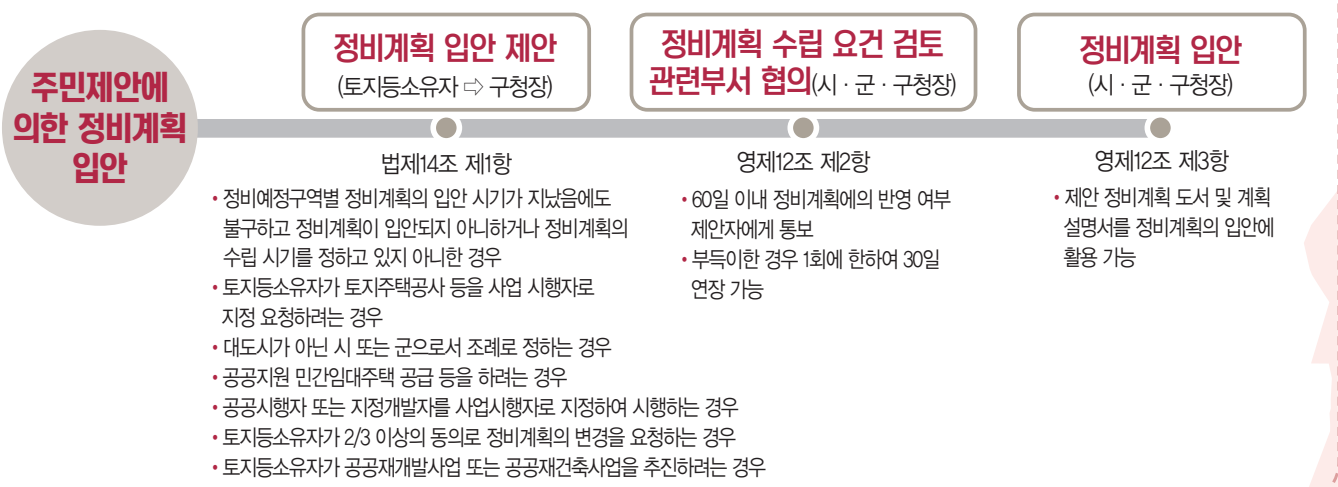 주민제안에
의한 정비계획
입안
정비계획 입안 제안
(토지등소유자 ⇨ 구청장)
법제14조 제1항
• 정비예정구역별 정비계획의 입안 시기가 지났음에도
불구하고 정비계획이 입안되지 아니하거나 정비계획의
수립 시기를 정하고 있지 아니한 경우
• 토지등소유자가 토지주택공사 등을 사업 시행자로
지정 요청하려는 경우
• 대도시가 아닌 시 또는 군으로서 조례로 정하는 경우
• 공공지원 민간임대주택 공급 등을 하려는 경우
• 공공시행자 또는 지정개발자를 사업시행자로 지정하여 시행하는 경우
• 토지등소유자가 2/3 이상의 동의로 정비계획의 변경을 요청하는 경우
• 토지등소유자가 공공재개발사업 또는 공공재건축사업을 추진하려는 경우
정비계획 수립 요건 검토
관련부서 협의(시 · 군 · 구청장)
영제12조 제2항
• 60일 이내 정비계획에의 반영 여부
제안자에게 통보
• 부득이한 경우 1회에 한하여 30일
연장 가능
정비계획 입안
(시 · 군 · 구청장)
영제12조 제3항
• 제안 정비계획 도서 및 계획
설명서를 정비계획의 입안에
활용 가능